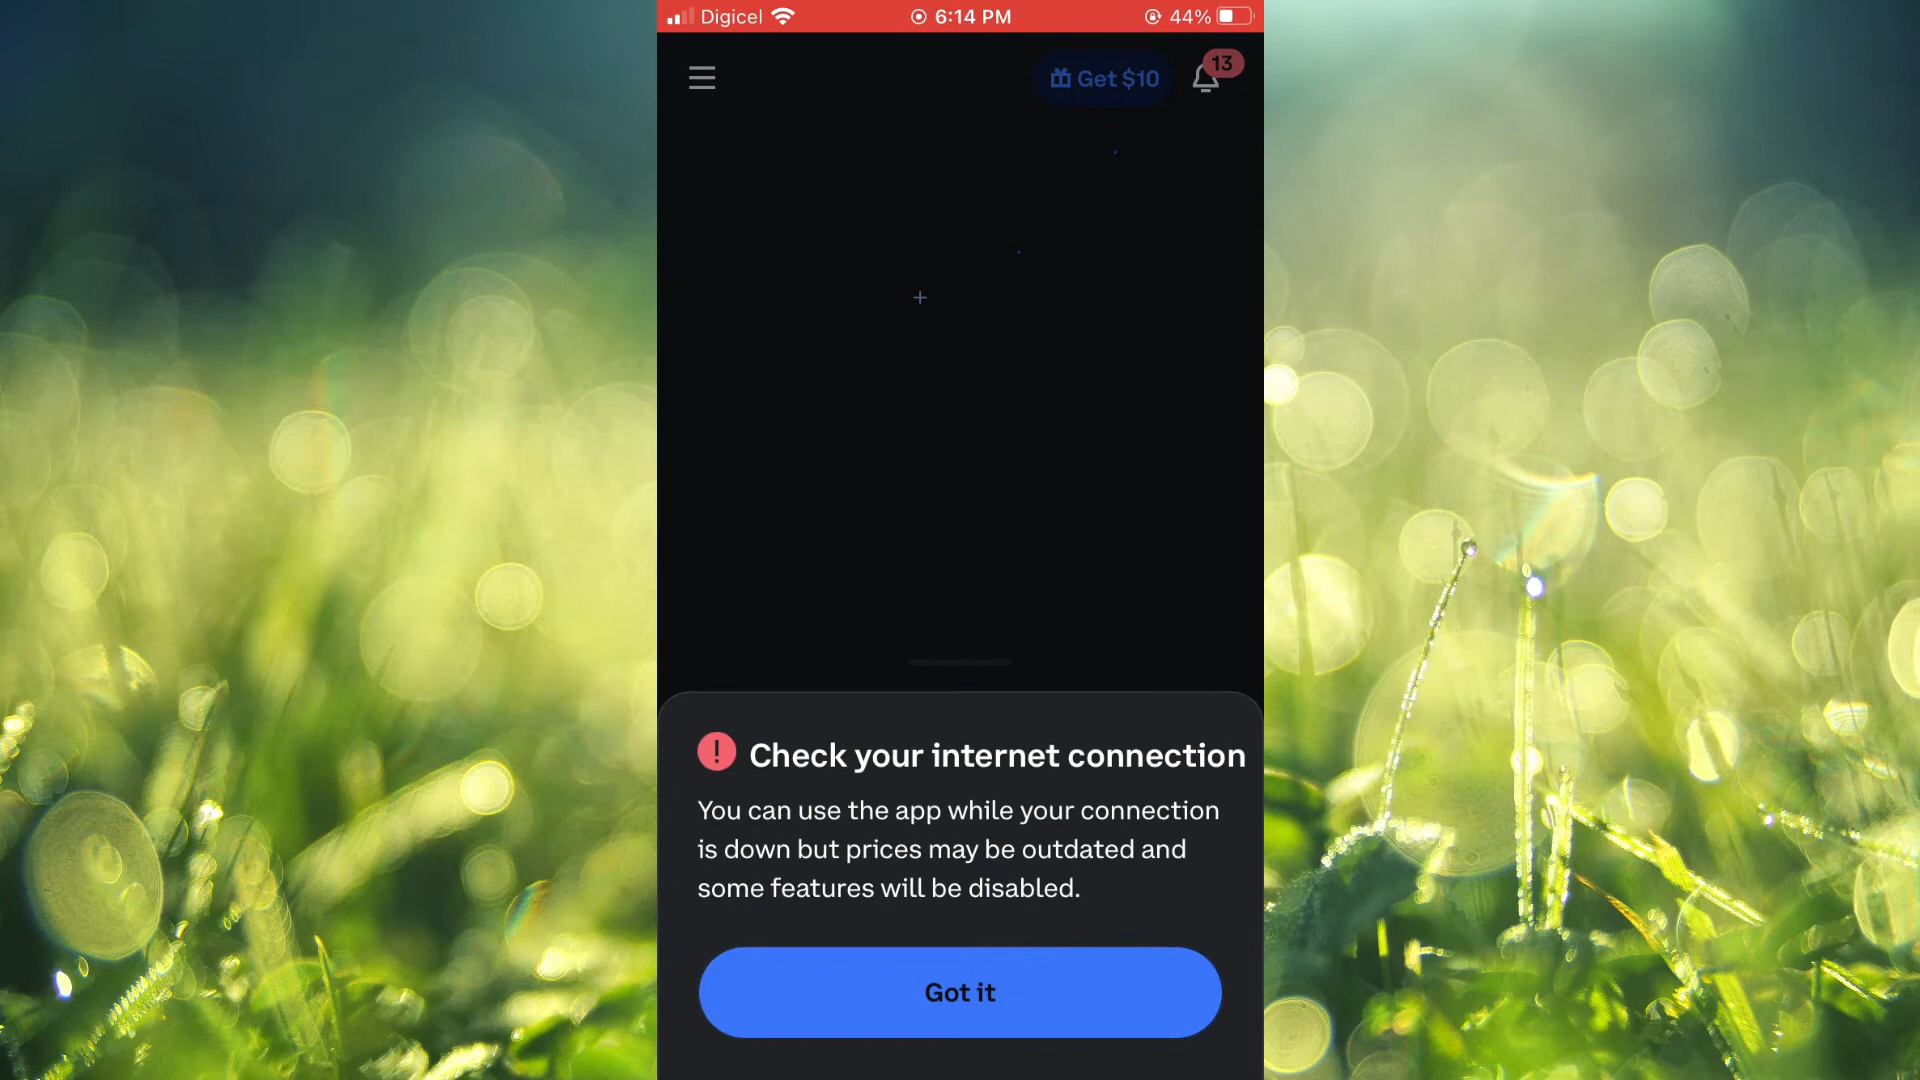 Digicel 6:14 PM 44%
Get $10 13
Check your internet connection
You can use the app while your connection
is down but prices may be outdated and
some features will be disabled.
Got it